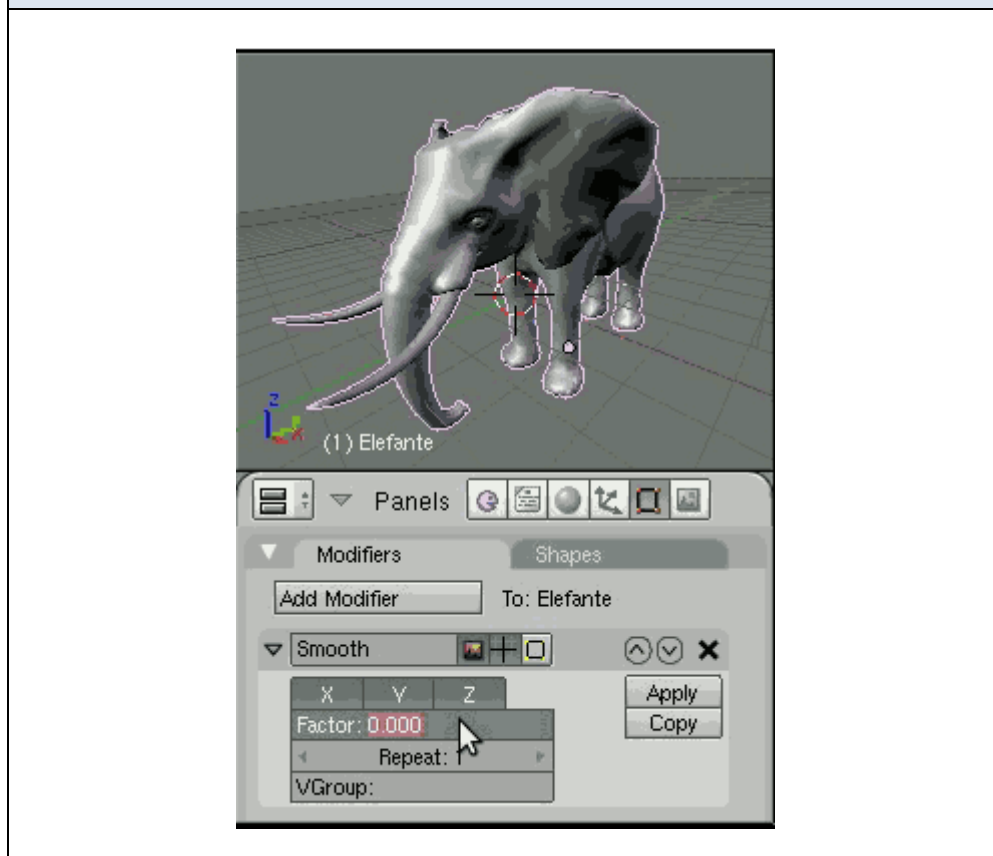 z
x
(1) Elefante
Panels
Modifiers Shapes
Add Modifier To: Elefante
Smooth
X Y Z Apply
Factor: 0.000 Copy
Repeat: 1
VGroup: